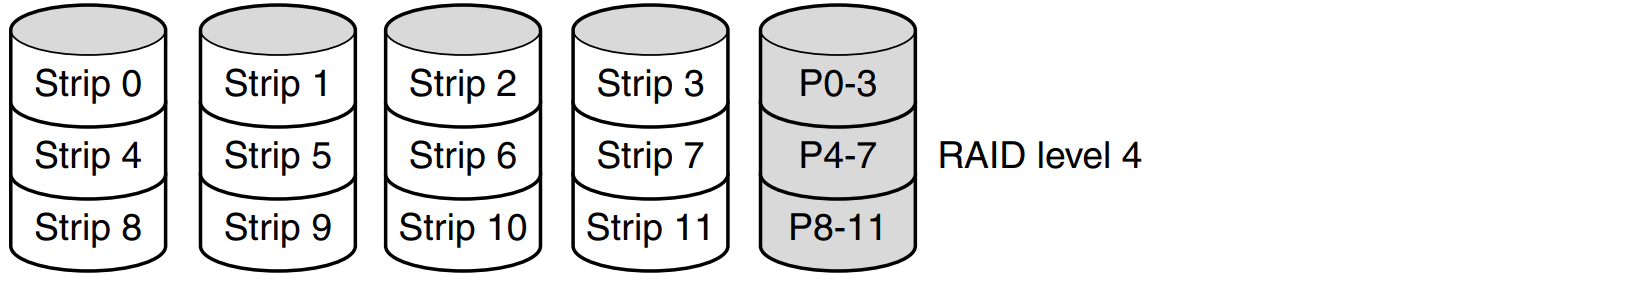 Strip 0 Strip 1 Strip 2 Strip 3 P0-3
Strip 4 Strip 5 Strip 6 Strip 7 P4-7 RAID level 4
Strip 8 Strip 9 Strip 10 Strip 11 P8-11